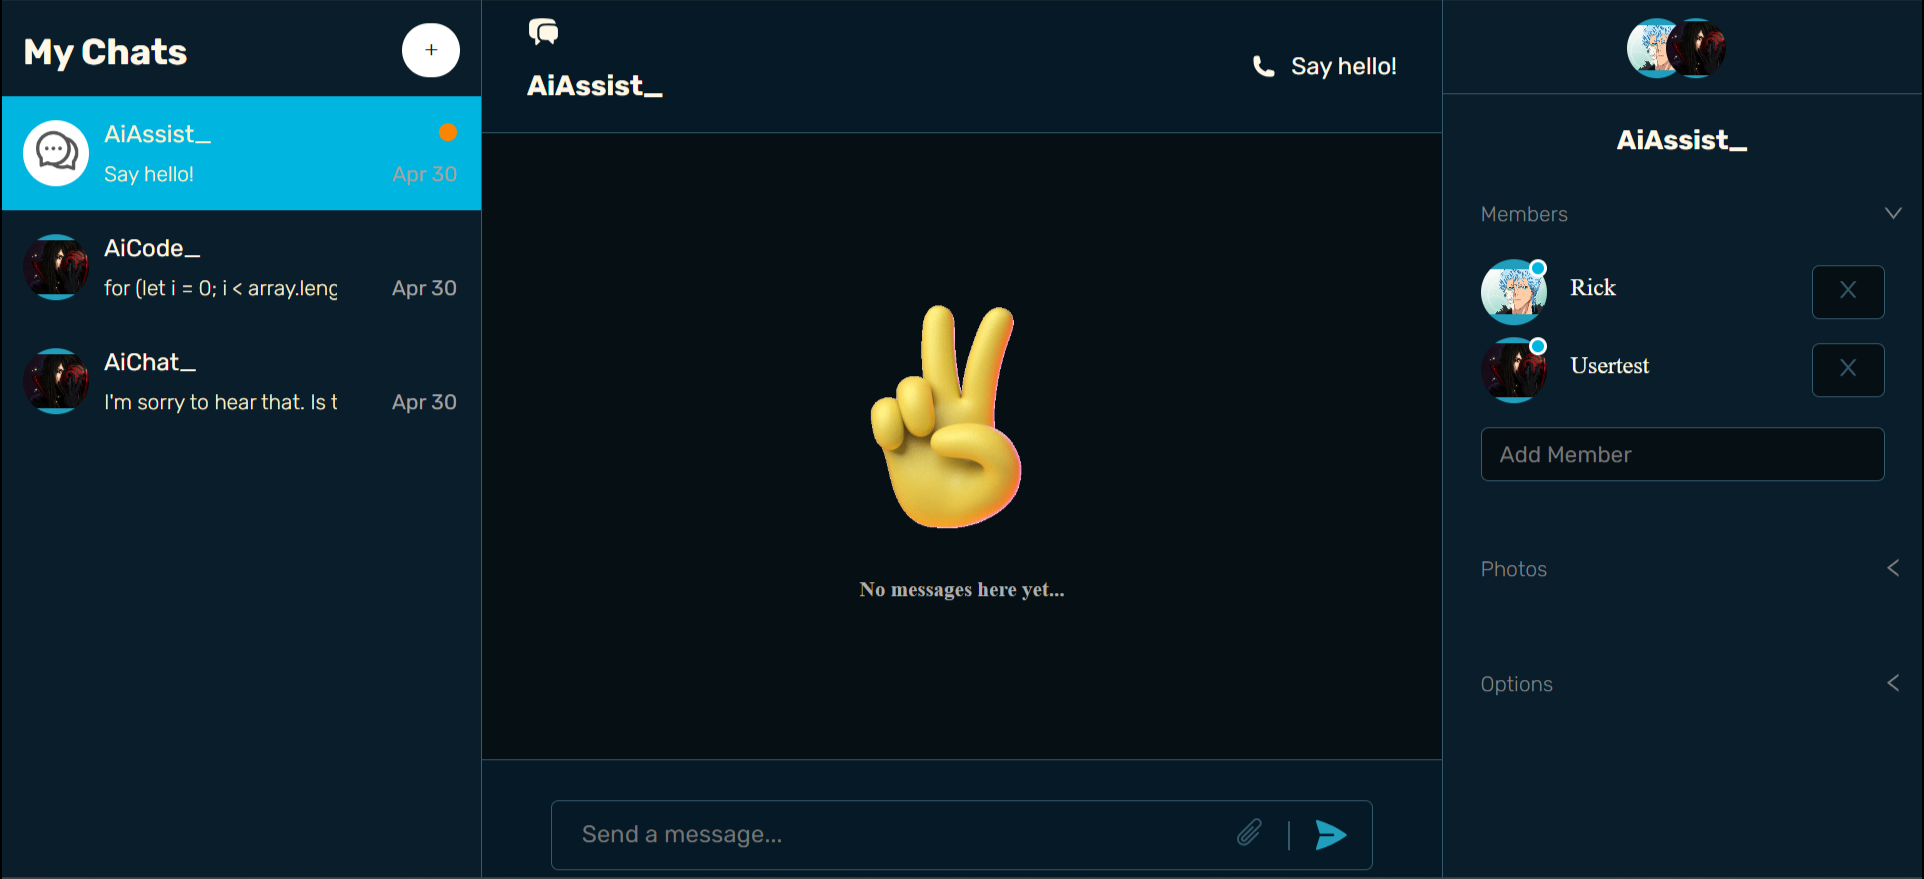 My Chats
+
AiAssist_
Say hello!
Apr 30
AiCode_
for (let i = 0; i < array.leng
Apr 30
AiChat_
I'm sorry to hear that. Is t
Apr 30
AiAssist_
Say hello!
No messages here yet...
Send a message...
AiAssist_
Members
Rick
X
Usertest
X
Add Member
Photos
Options